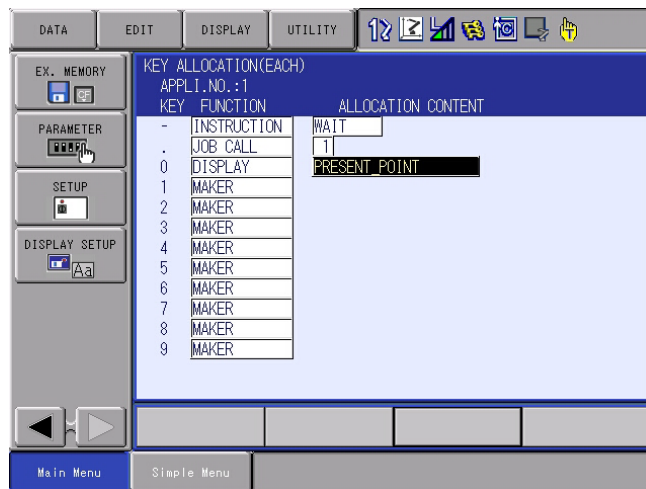 DATA EDIT DISPLAY UTILITY
EX. MEMORY
CF
PARAMETER
SETUP
DISPLAY SETUP
Aa
KEY ALLOCATION(EACH)
APPLI.NO.:1
KEY FUNCTION ALLOCATION CONTENT
- INSTRUCTION WAIT
. JOB CALL 1
0 DISPLAY PRESENT_POINT
1 MAKER
2 MAKER
3 MAKER
4 MAKER
5 MAKER
6 MAKER
7 MAKER
8 MAKER
9 MAKER
Main Menu Simple Menu